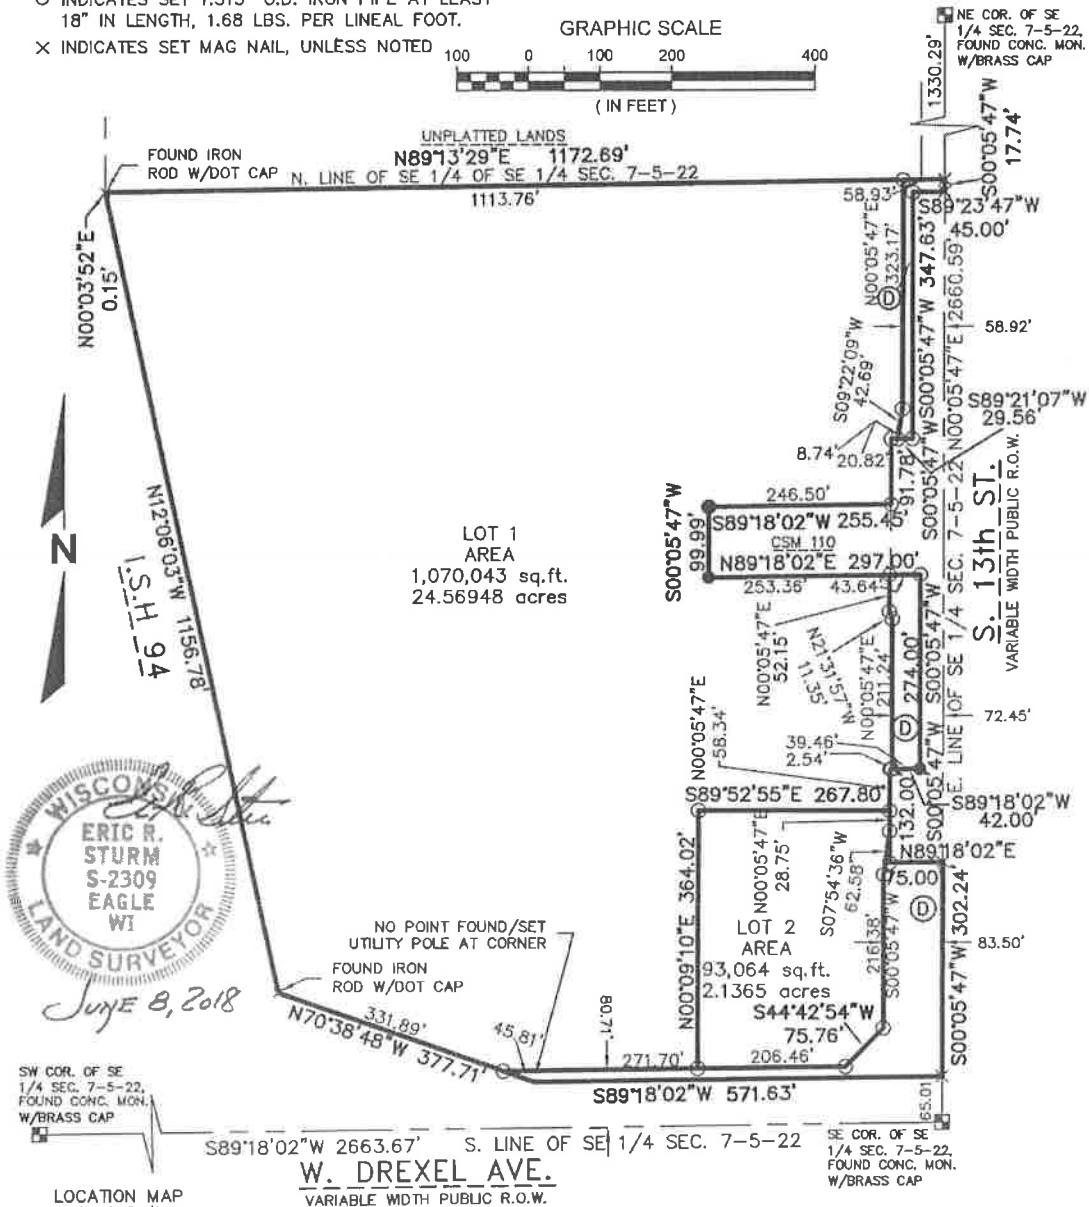 18" IN LENGTH, 1.68 LBS. PER LINEAL FOOT.
X INDICATES SET MAG NAIL, UNLESS NOTED
GRAPHIC SCALE
100 0 100 200 400
( IN FEET )
NE COR. OF SE
1/4 SEC. 7-5-22,
FOUND CONC. MON.
W/BRASS CAP
1330.29'
S00°05'47"W
17.74'
FOUND IRON
ROD W/DOT CAP
UNPLATTED LANDS
N89°13'29"E 1172.69'
N. LINE OF SE 1/4 OF SE 1/4 SEC. 7-5-22
1113.76'
58.93'
S89°23'47"W
45.00'
N00°03'52"E
0.15'
N00°05'47"E
323.17'
D
S00°05'47"W 347.63'
N00°05'47"E 2660.59'
58.92'
S09°22'09"W
42.69'
S89°21'07"W
29.56'
8.74'
20.82'
S00°05'47"W
91.78'
S00°05'47"W
246.50'
S89°18'02"W 255.45'
CSM 110
S00°05'47"W
99.99'
N89°18'02"E 297.00'
253.36' 43.64'
S. 13th ST.
VARIABLE WIDTH PUBLIC R.O.W.
E. LINE OF SE 1/4 SEC. 7-5-22
LOT 1
AREA
1,070,043 sq.ft.
24.56948 acres
N
N12°06'03"W 1156.78'
I.S.H 94
N00°05'47"E
52.15'
N21°31'57"W
11.35'
N00°05'47"E
211.24'
S00°05'47"W
274.00'
D
72.45'
N00°05'47"E
58.34'
39.46'
2.54'
S89°18'02"W
42.00'
S89°52'55"E 267.80'
S00°05'47"W
132.00'
N89°18'02"E
75.00'
N00°05'47"E
28.75'
S07°54'36"W
62.58'
D
N00°09'10"E 364.02'
LOT 2
AREA
93,064 sq.ft.
2.1365 acres
216.38'
S00°05'47"W
83.50'
S00°05'47"W 302.24'
S44°42'54"W
75.76'
WISCONSIN
ERIC R.
STURM
S-2309
EAGLE
WI
LAND SURVEYOR
JUNE 8, 2018
NO POINT FOUND/SET
UTILITY POLE AT CORNER
FOUND IRON
ROD W/DOT CAP
331.89'
N70°38'48"W 377.71'
45.81'
80.71'
271.70'
206.46'
S89°18'02"W 571.63'
65.01
SW COR. OF SE
1/4 SEC. 7-5-22,
FOUND CONC. MON.
W/BRASS CAP
S89°18'02"W 2663.67' S. LINE OF SE 1/4 SEC. 7-5-22
SE COR. OF SE
1/4 SEC. 7-5-22,
FOUND CONC. MON.
W/BRASS CAP
W. DREXEL AVE.
VARIABLE WIDTH PUBLIC R.O.W.
LOCATION MAP